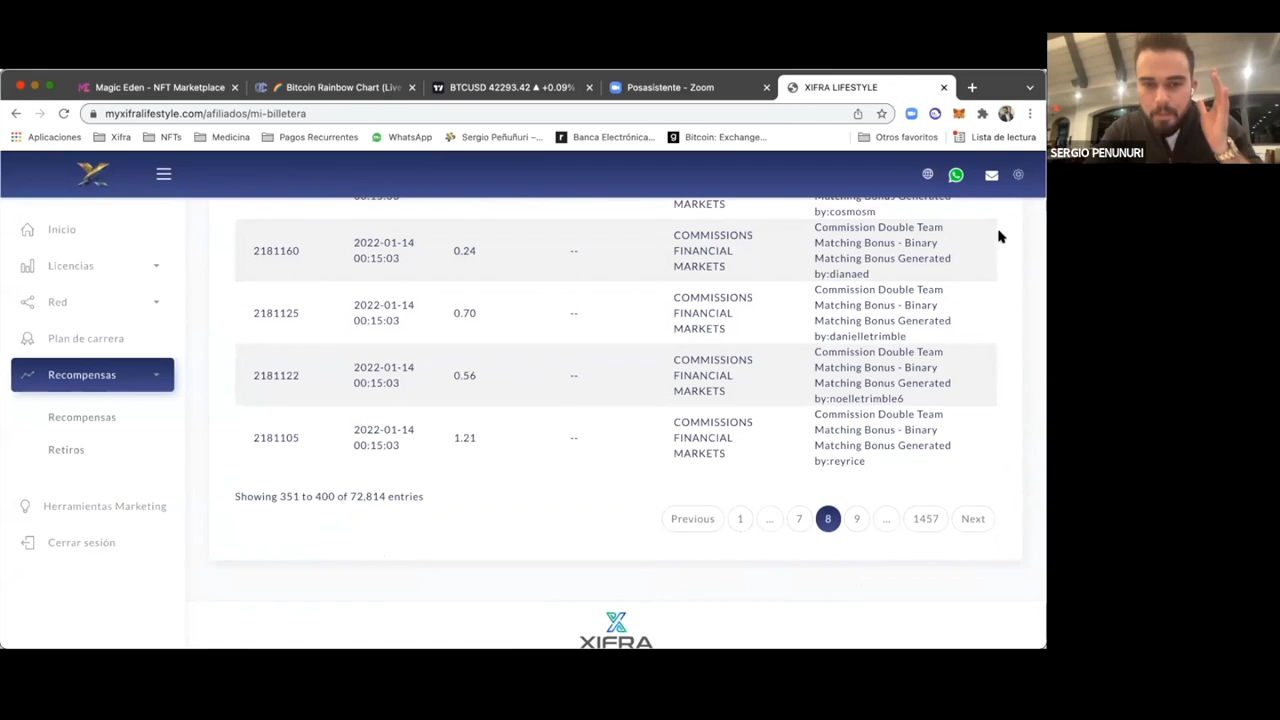 Magic Eden - NFT Marketplace
Bitcoin Rainbow Chart (Live
BTCUSD 42293.42 ▲ +0.09%
Posasistente - Zoom
XIFRA LIFESTYLE
myxifralifestyle.com/afiliados/mi-billetera
Aplicaciones
Xifra
NFTs
Medicina
Pagos Recurrentes
WhatsApp
Sergio Peñuñuri –...
Banca Electrónica...
Bitcoin: Exchange...
Otros favoritos
Lista de lectura
SERGIO PENUNURI
Inicio
Licencias
Red
Plan de carrera
Recompensas
Recompensas
Retiros
Herramientas Marketing
Cerrar sesión
00:15:03
MARKETS
Matching Bonus Generated
by:cosmosm
2181160
2022-01-14
00:15:03
0.24
--
COMMISSIONS
FINANCIAL
MARKETS
Commission Double Team
Matching Bonus - Binary
Matching Bonus Generated
by:dianaed
2181125
2022-01-14
00:15:03
0.70
--
COMMISSIONS
FINANCIAL
MARKETS
Commission Double Team
Matching Bonus - Binary
Matching Bonus Generated
by:danielletrimble
2181122
2022-01-14
00:15:03
0.56
--
COMMISSIONS
FINANCIAL
MARKETS
Commission Double Team
Matching Bonus - Binary
Matching Bonus Generated
by:noelletrimble6
2181105
2022-01-14
00:15:03
1.21
--
COMMISSIONS
FINANCIAL
MARKETS
Commission Double Team
Matching Bonus - Binary
Matching Bonus Generated
by:reyrice
Showing 351 to 400 of 72,814 entries
Previous 1 ... 7 8 9 ... 1457 Next
XIFRA